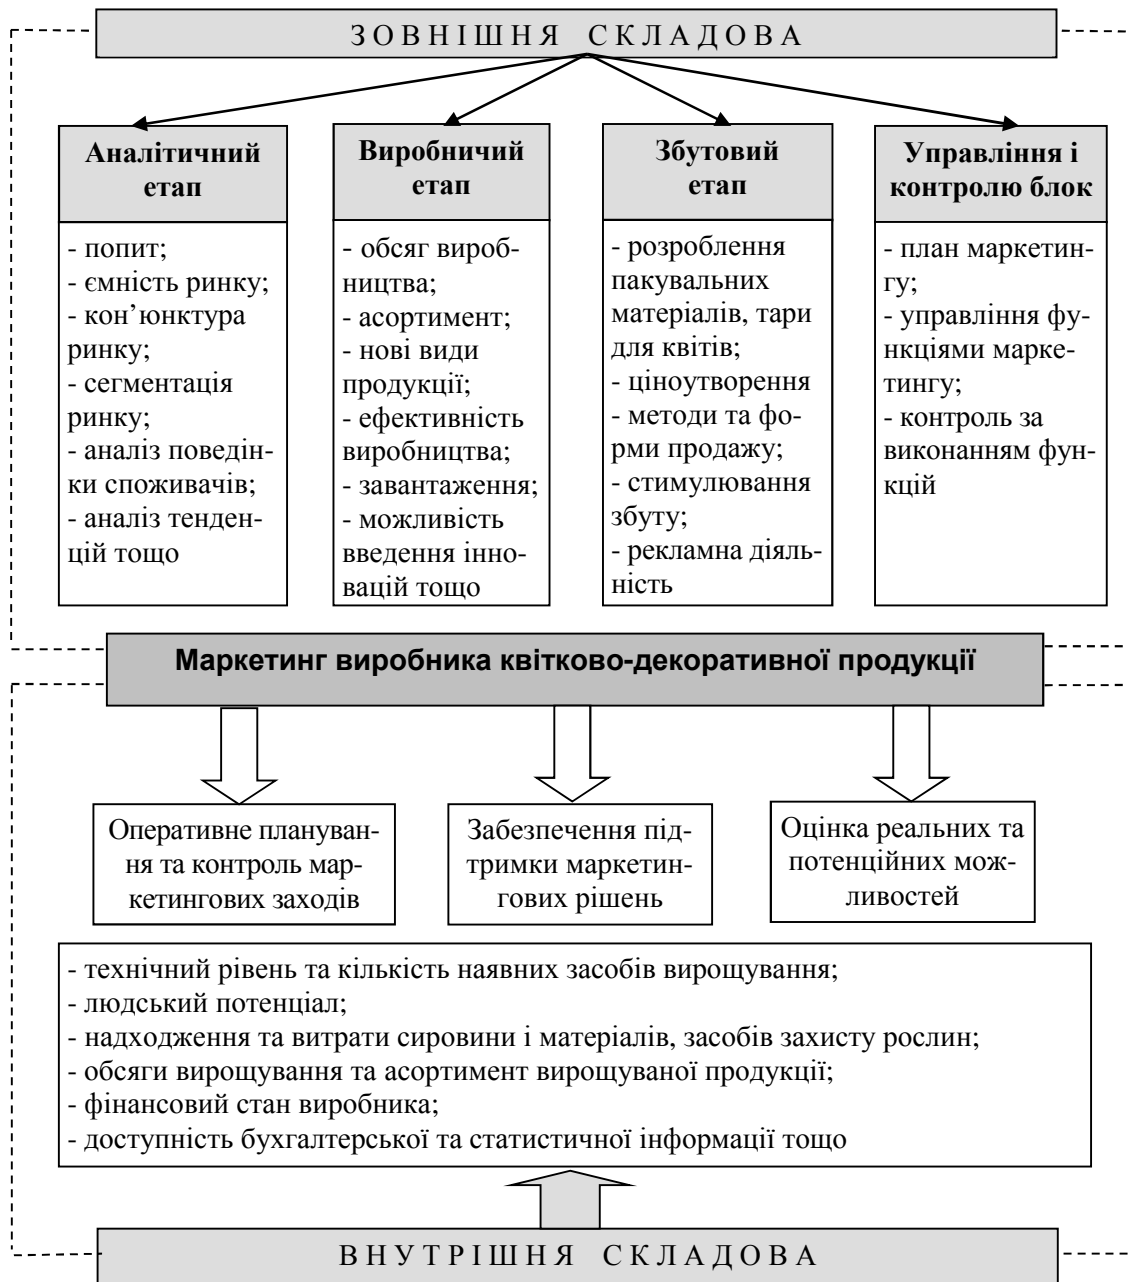 ЗОВНІШНЯ СКЛАДОВА
Аналітичний
етап
- попит;
- ємність ринку;
- кон’юнктура
ринку;
- сегментація
ринку;
- аналіз поведін-
ки споживачів;
- аналіз тенден-
цій тощо
Виробничий
етап
- обсяг вироб-
ництва;
- асортимент;
- нові види
продукції;
- ефективність
виробництва;
- завантаження;
- можливість
введення інно-
вацій тощо
Збутовий
етап
- розроблення
пакувальних
матеріалів, тари
для квітів;
- ціноутворення
- методи та фо-
рми продажу;
- стимулювання
збуту;
- рекламна діяль-
ність
Управління і
контролю блок
- план маркетин-
гу;
- управління фу-
нкціями марке-
тингу;
- контроль за
виконанням фун-
кцій
Маркетинг виробника квітково-декоративної продукції
Оперативне плануван-
ня та контроль мар-
кетингових заходів
Забезпечення під-
тримки маркетин-
гових рішень
Оцінка реальних та
потенційних мож-
ливостей
- технічний рівень та кількість наявних засобів вирощування;
- людський потенціал;
- надходження та витрати сировини і матеріалів, засобів захисту рослин;
- обсяги вирощування та асортимент вирощуваної продукції;
- фінансовий стан виробника;
- доступність бухгалтерської та статистичної інформації тощо
ВНУТРІШНЯ СКЛАДОВА